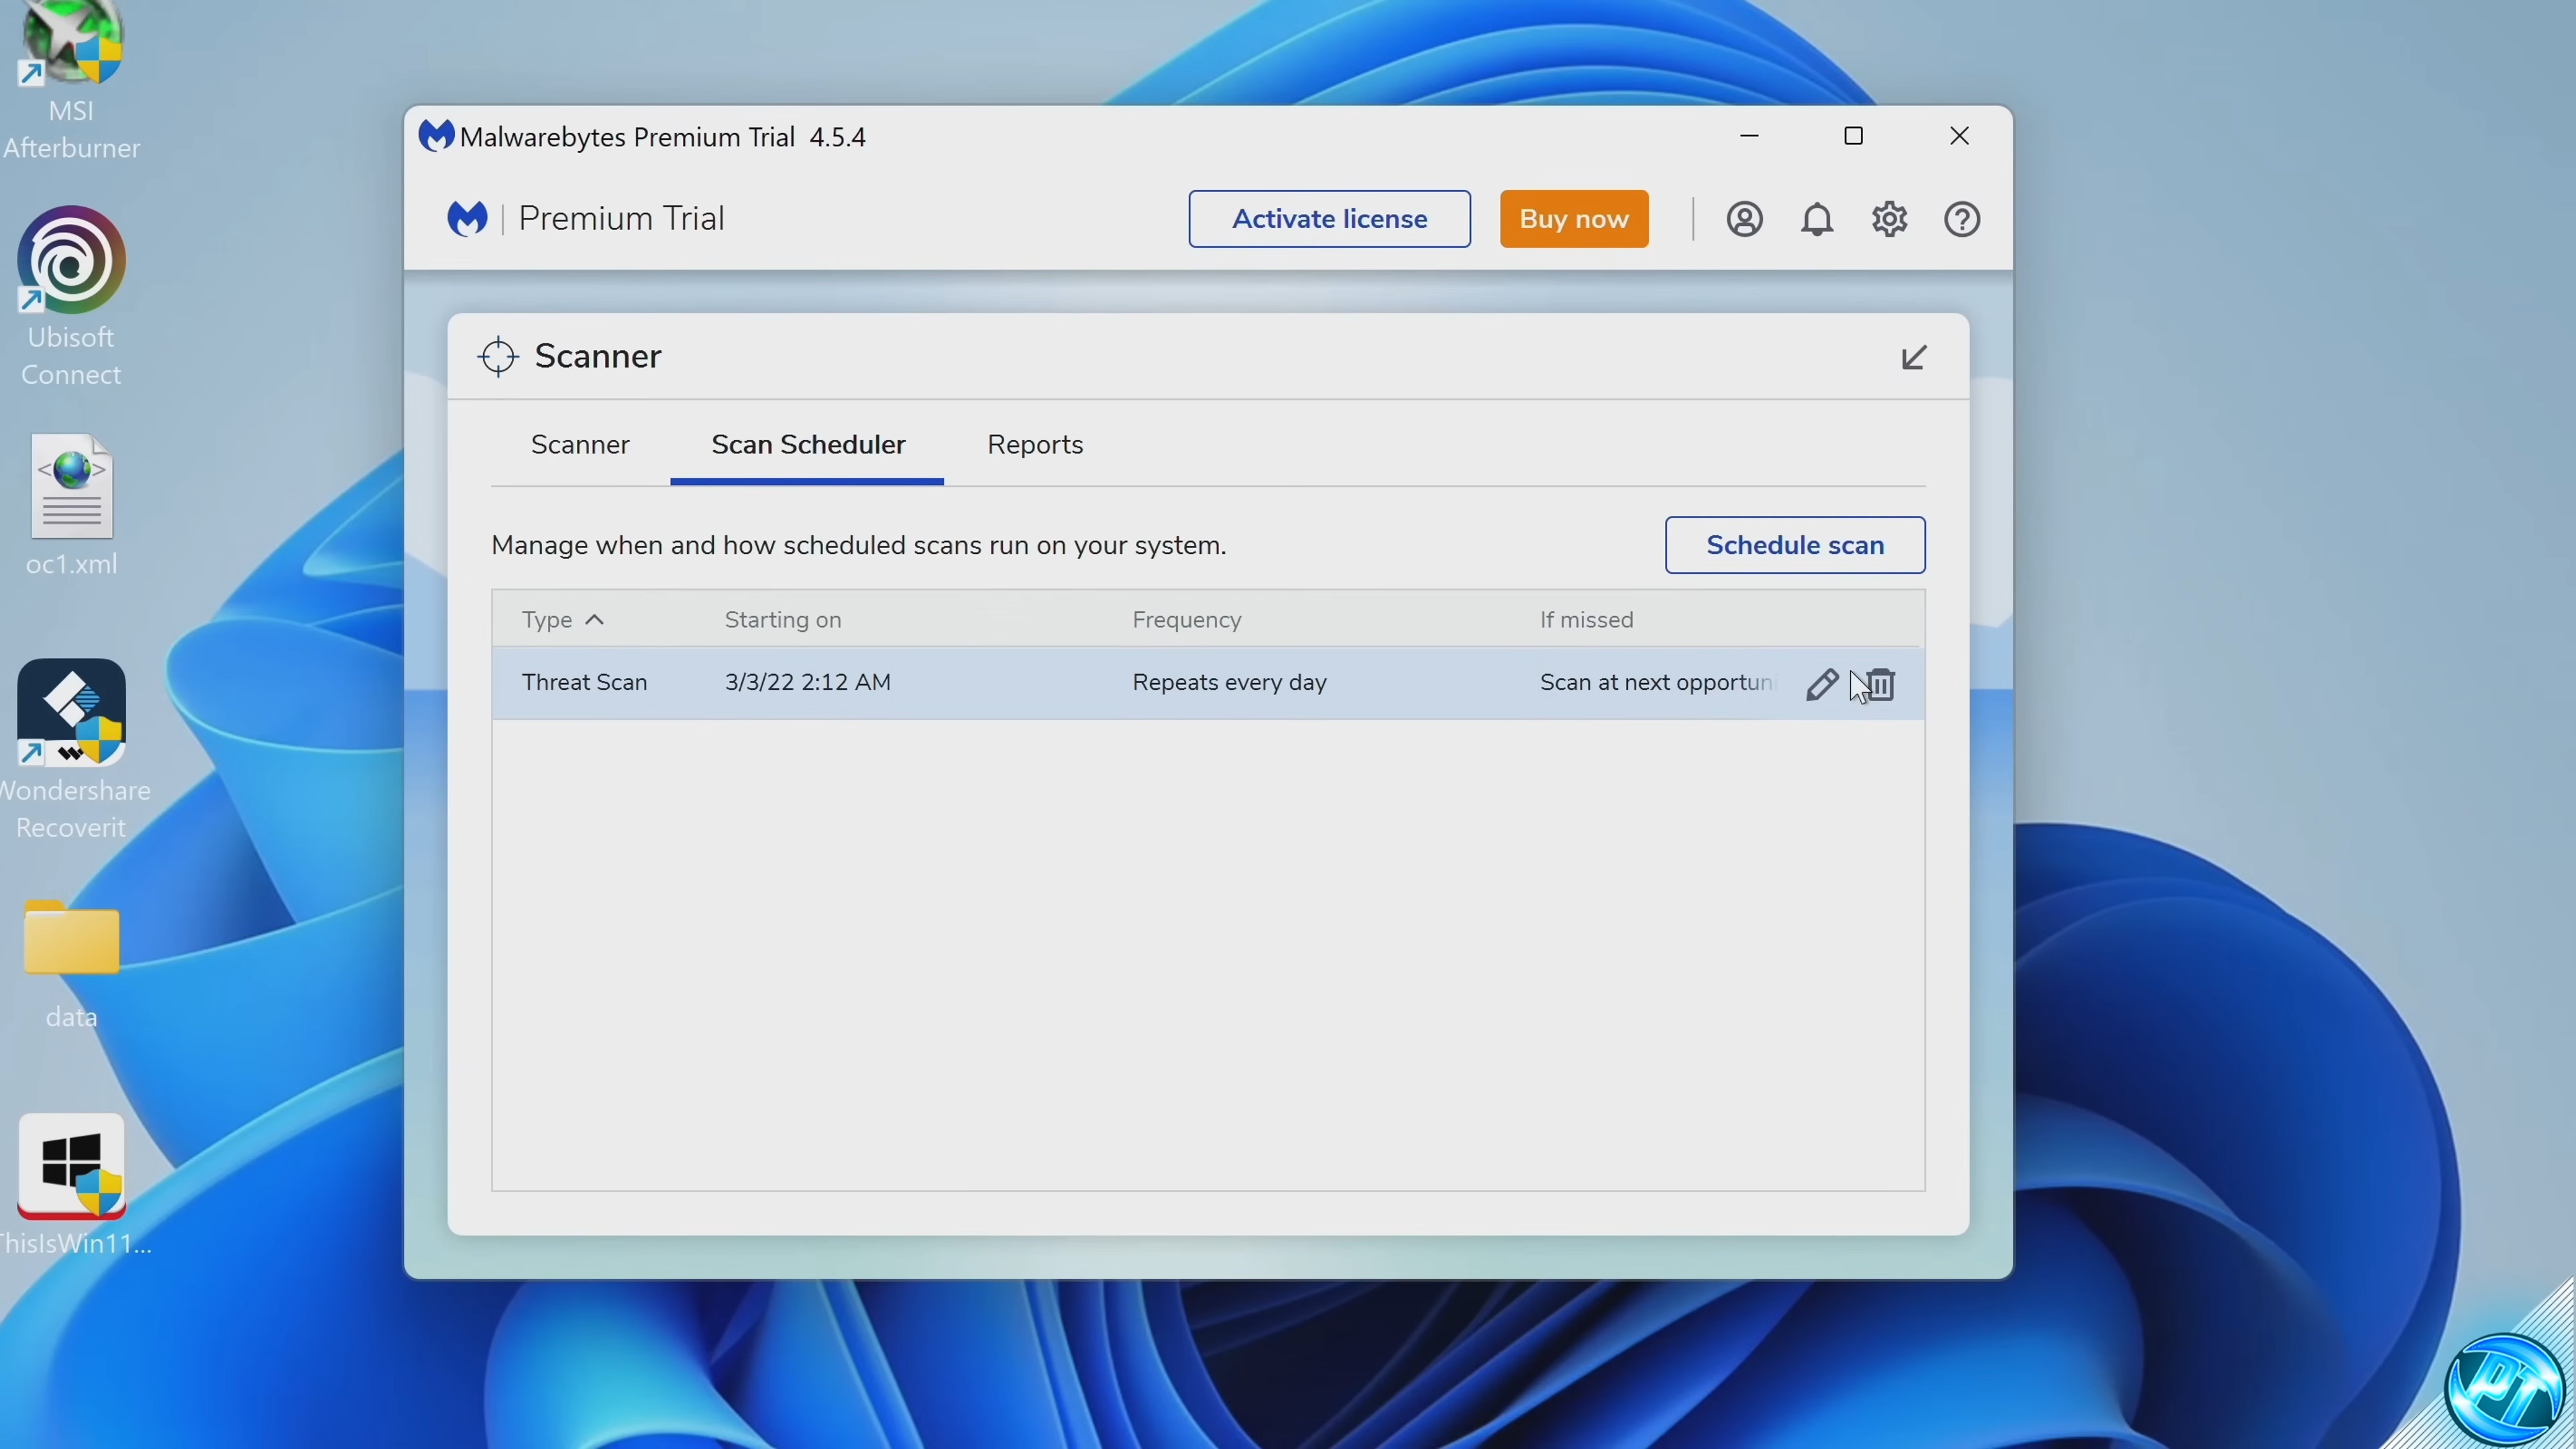 MSI
Afterburner
Ubisoft
Connect
oc1.xml
Wondershare
Recoverit
data
ThisIsWin11...
Malwarebytes Premium Trial 4.5.4
Premium Trial
Activate license
Buy now
Scanner
Scanner
Scan Scheduler
Reports
Manage when and how scheduled scans run on your system.
Schedule scan
Type
Starting on
Frequency
If missed
Threat Scan
3/3/22 2:12 AM
Repeats every day
Scan at next opportuni
PT